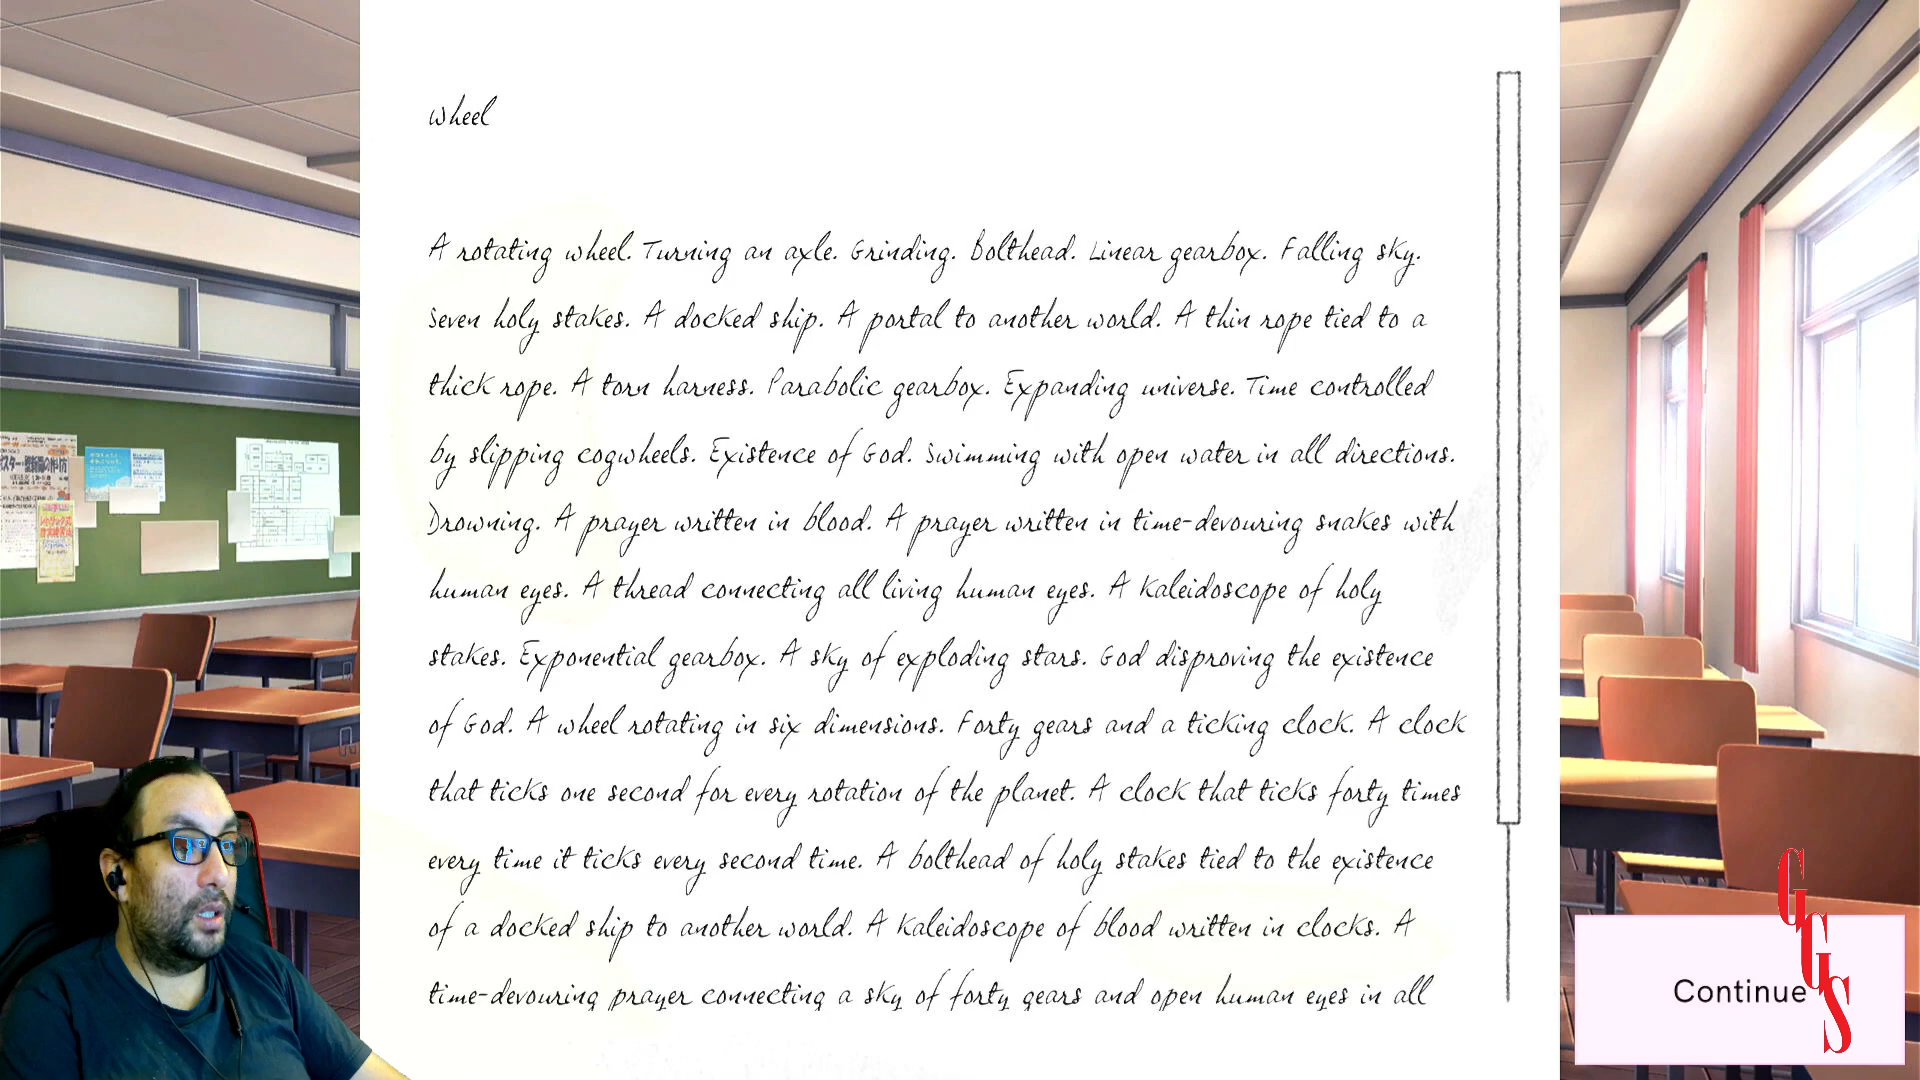 wheel
A rotating wheel. Turning an axle. Grinding. Bolthead. Linear gearbox. Falling sky.
Seven holy stakes. A docked ship. A portal to another world. A thin rope tied to a
thick rope. A torn harness. Parabolic gearbox. Expanding universe. Time controlled
by slipping cogwheels. Existence of God. Swimming with open water in all directions.
Drowning. A prayer written in blood. A prayer written in time-devouring snakes with
human eyes. A thread connecting all living human eyes. A kaleidoscope of holy
stakes. Exponential gearbox. A sky of exploding stars. God disproving the existence
of God. A wheel rotating in six dimensions. Forty gears and a ticking clock. A clock
that ticks one second for every rotation of the planet. A clock that ticks forty times
every time it ticks every second time. A bolthead of holy stakes tied to the existence
of a docked ship to another world. A kaleidoscope of blood written in clocks. A
time-devouring prayer connecting a sky of forty gears and open human eyes in all
Continue
GGS